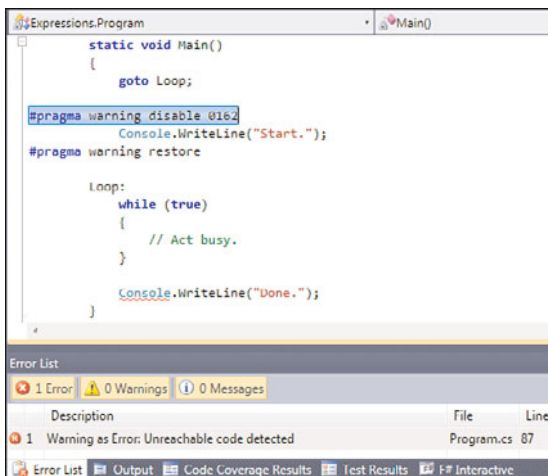 Expressions.Program Main()
static void Main()
{
goto Loop;
#pragma warning disable 0162
Console.WriteLine("Start.");
#pragma warning restore
Loop:
while (true)
{
// Act busy.
}
Console.WriteLine("Done.");
}
Error List
1 Error 0 Warnings 0 Messages
Description File Line
1 Warning as Error: Unreachable code detected Program.cs 87
Error List Output Code Coverage Results Test Results F# Interactive